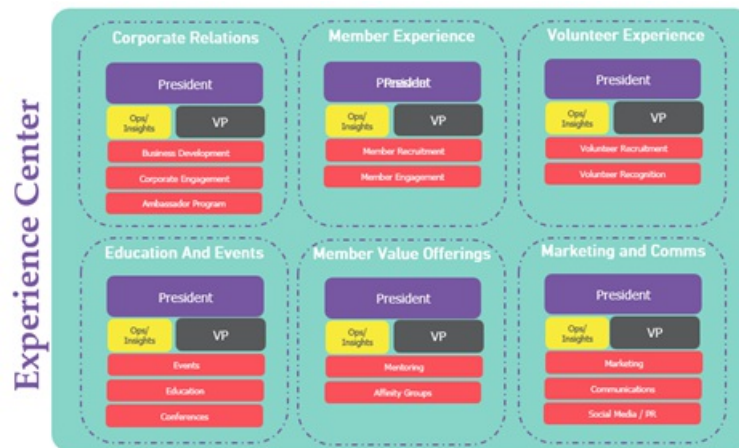 Experience Center
Corporate Relations
President
Ops/
Insights
VP
Business Development
Corporate Engagement
Ambassador Program
Member Experience
President
Ops/
Insights
VP
Member Recruitment
Member Engagement
Volunteer Experience
President
Ops/
Insights
VP
Volunteer Recruitment
Volunteer Recognition
Education And Events
President
Ops/
Insights
VP
Events
Education
Conferences
Member Value Offerings
President
Ops/
Insights
VP
Mentoring
Affinity Groups
Marketing and Comms
President
Ops/
Insights
VP
Marketing
Communications
Social Media / PR